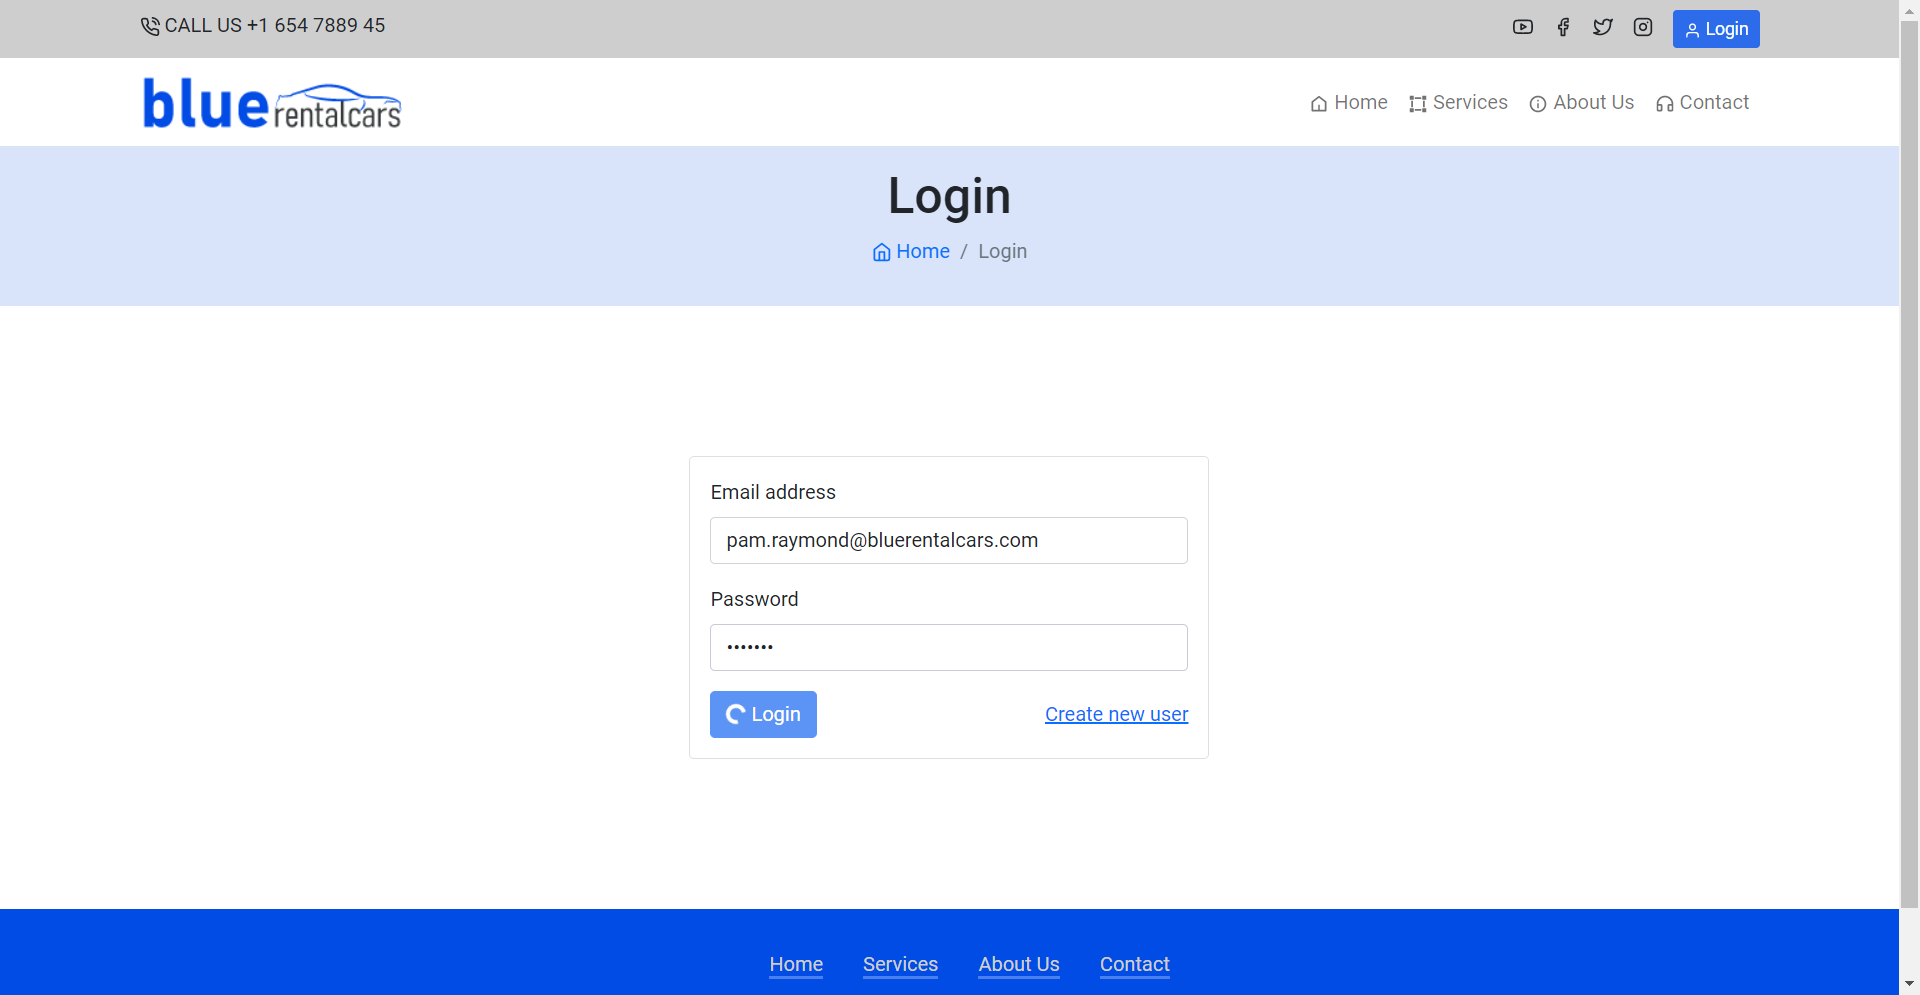 CALL US +1 654 7889 45
Login
blue rentalcars
Home Services About Us Contact
Login
Home / Login
Email address
pam.raymond@bluerentalcars.com
Password
•••••••
Login Create new user
Home Services About Us Contact